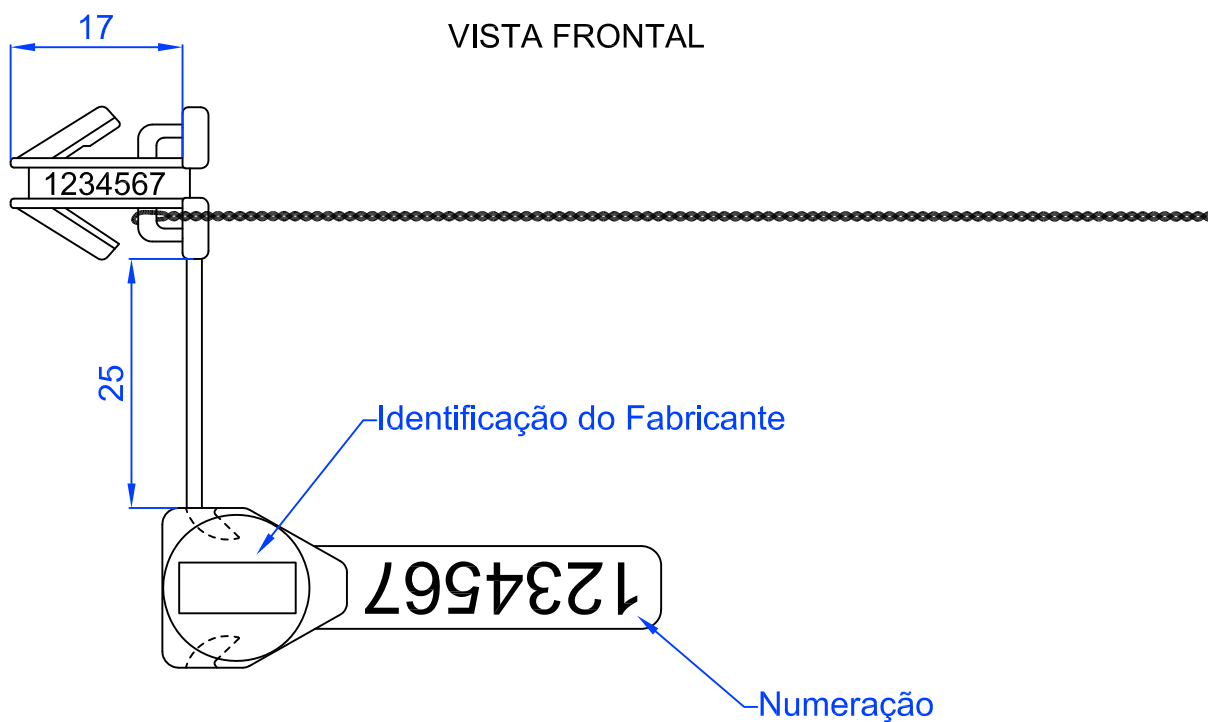 17
VISTA FRONTAL
1234567
25
Identificação do Fabricante
1234567
Numeração